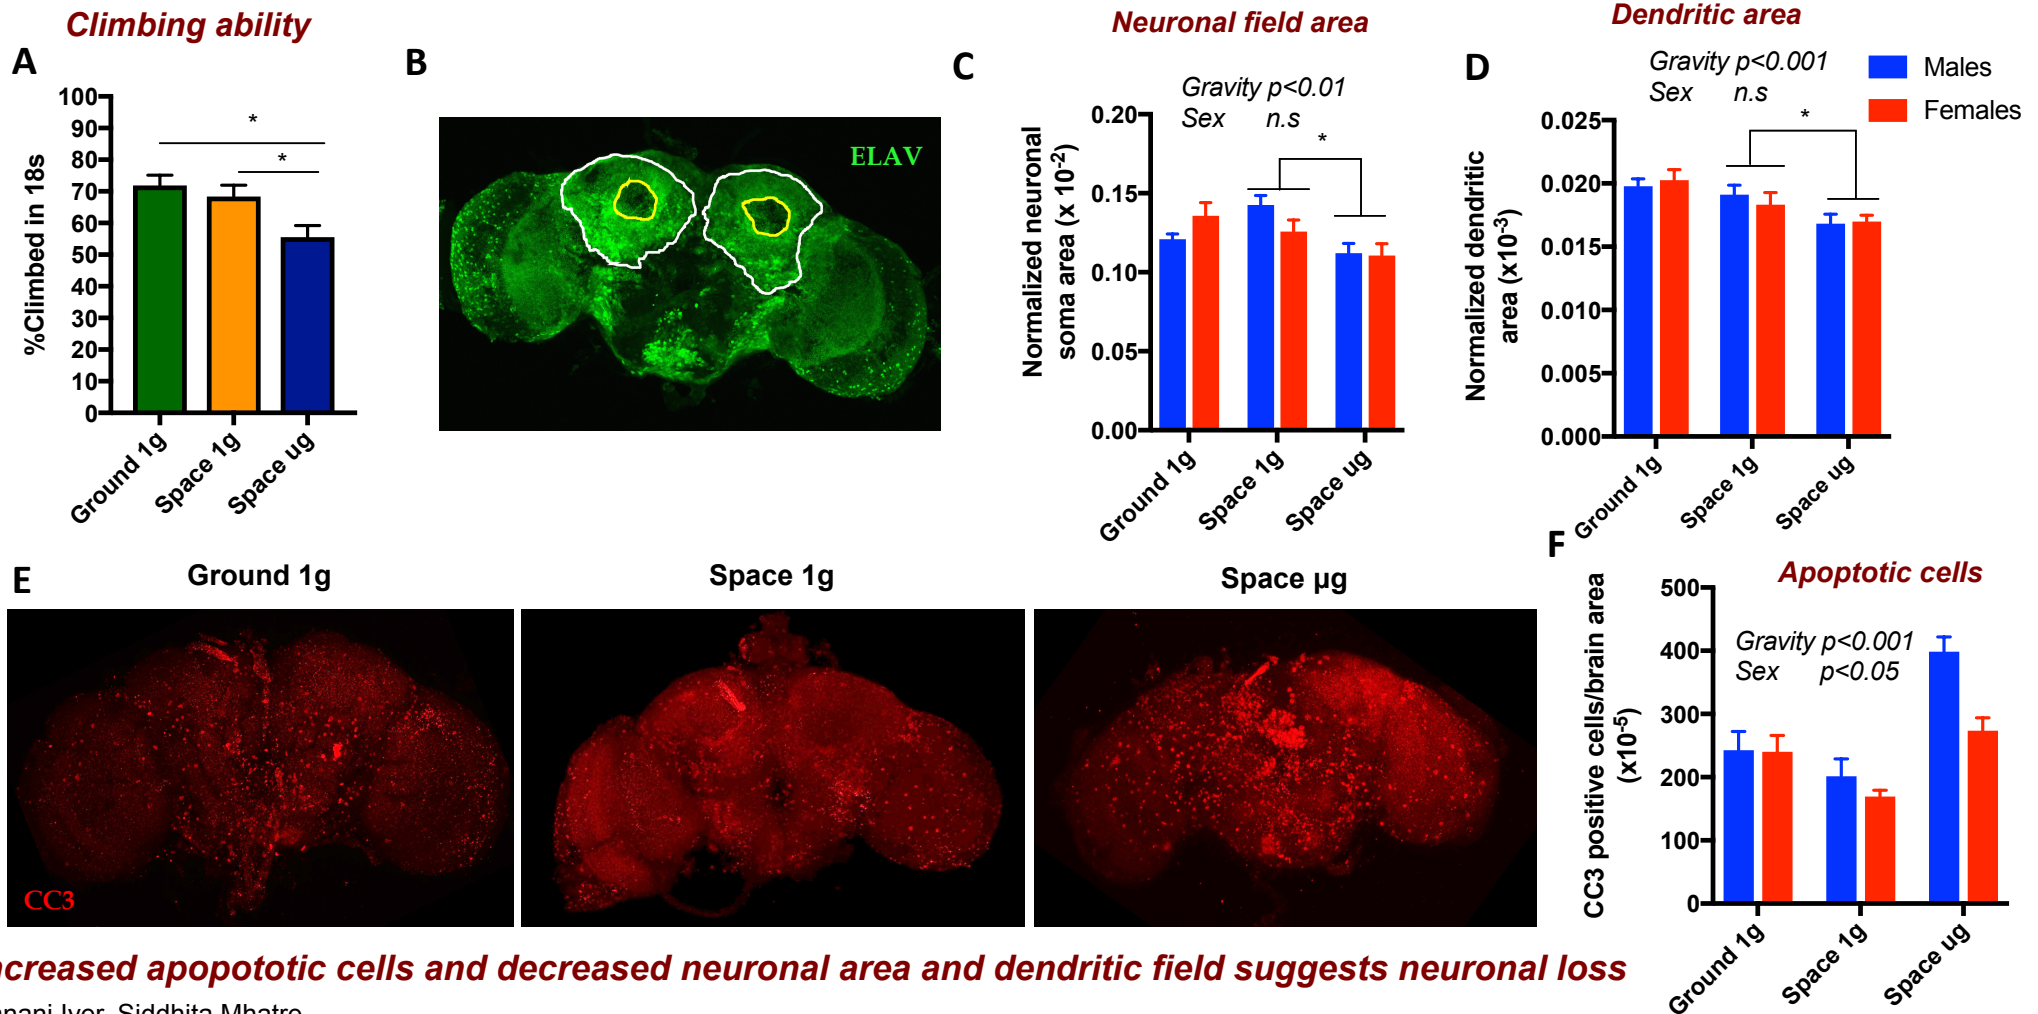 Climbing ability
A
%Climbed in 18s
100
90
80
70
60
50
40
30
20
10
0
*
*
Ground 1g
Space 1g
Space ug
B
ELAV
Neuronal field area
C
Gravity p<0.01
Sex n.s
*
Normalized neuronal
soma area (x 10-2)
0.20
0.15
0.10
0.05
0.00
Ground 1g
Space 1g
Space ug
Dendritic area
D
Gravity p<0.001
Sex n.s
*
Males
Females
Normalized dendritic
area (x10-3)
0.025
0.020
0.015
0.010
0.005
0.000
Ground 1g
Space 1g
Space ug
E
Ground 1g
Space 1g
Space µg
CC3
F
Apoptotic cells
Gravity p<0.001
Sex p<0.05
CC3 positive cells/brain area
(x10-5)
500
400
300
200
100
0
Ground 1g
Space 1g
Space ug
ncreased apopototic cells and decreased neuronal area and dendritic field suggests neuronal loss
Iyer, Siddhita Mhatre